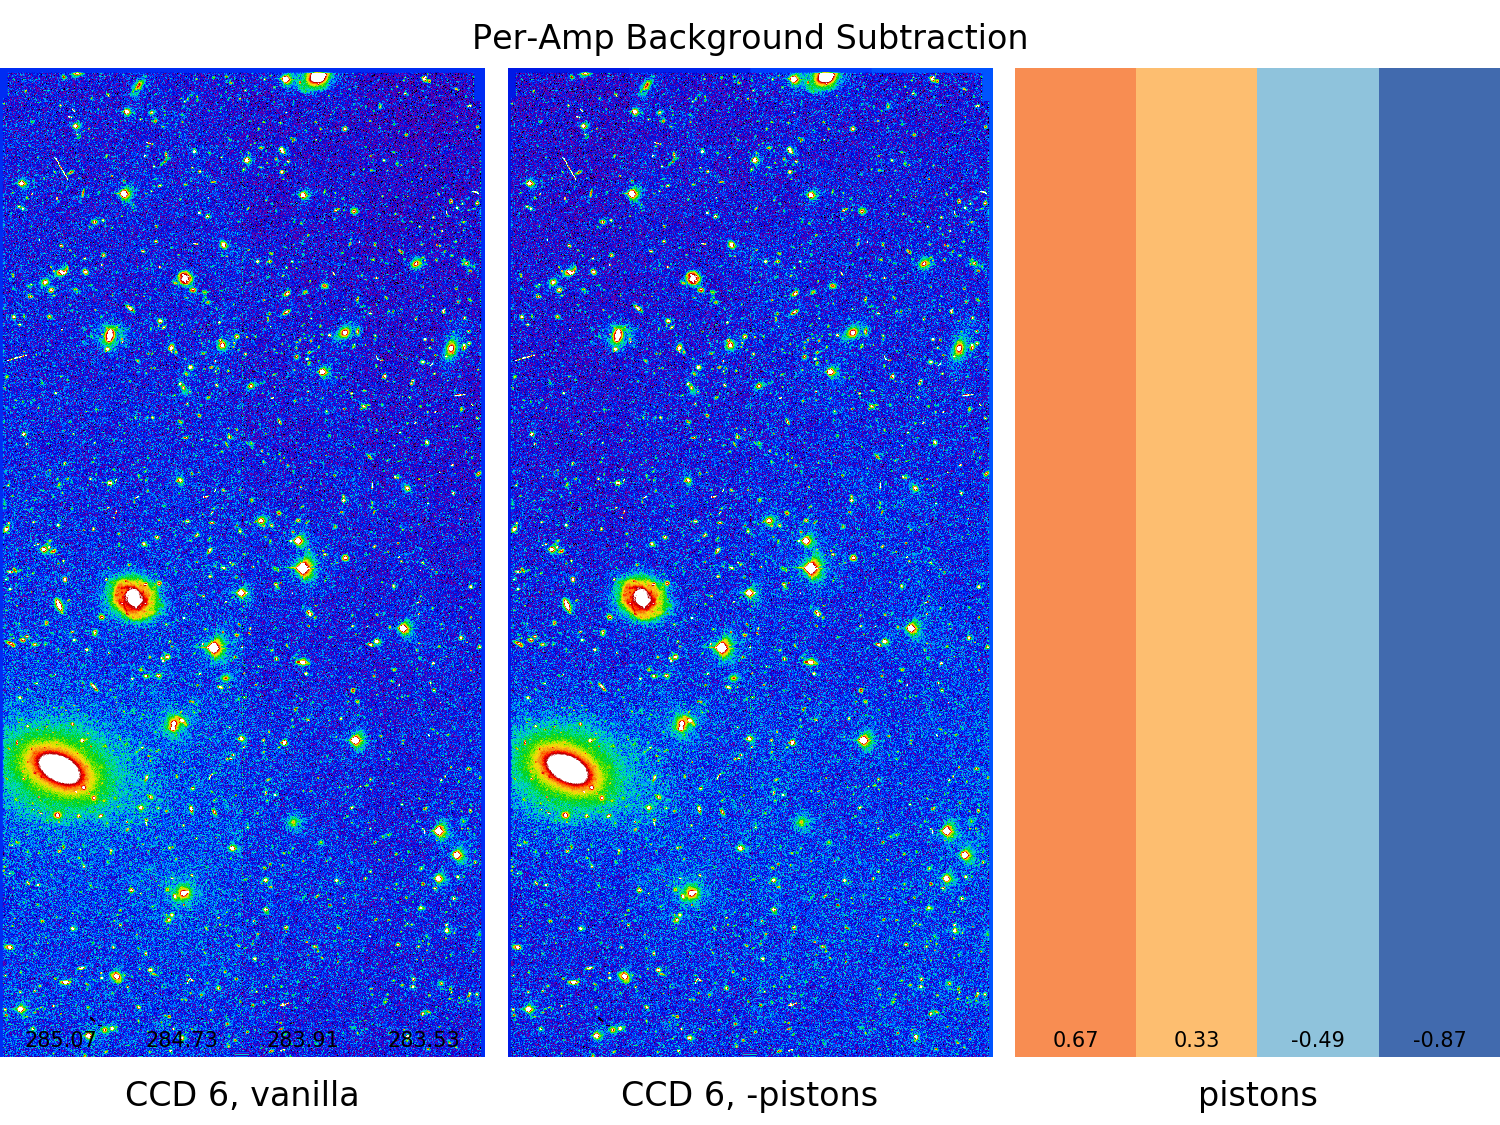 Per-Amp Background Subtraction
285.07 284.73 283.91 283.53
0.67 0.33 -0.49 -0.87
CCD 6, vanilla
CCD 6, -pistons
pistons